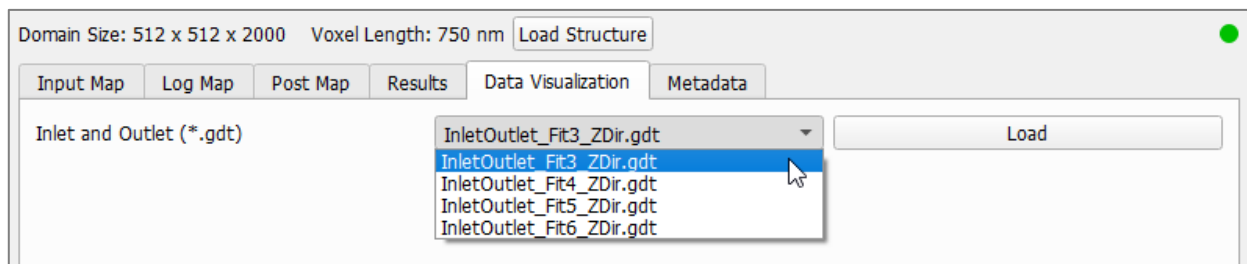 Domain Size: 512 x 512 x 2000 Voxel Length: 750 nm Load Structure
Input Map Log Map Post Map Results Data Visualization Metadata
Inlet and Outlet (*.gdt) InletOutlet_Fit3_ZDir.gdt Load
InletOutlet_Fit3_ZDir.gdt
InletOutlet_Fit4_ZDir.gdt
InletOutlet_Fit5_ZDir.gdt
InletOutlet_Fit6_ZDir.gdt